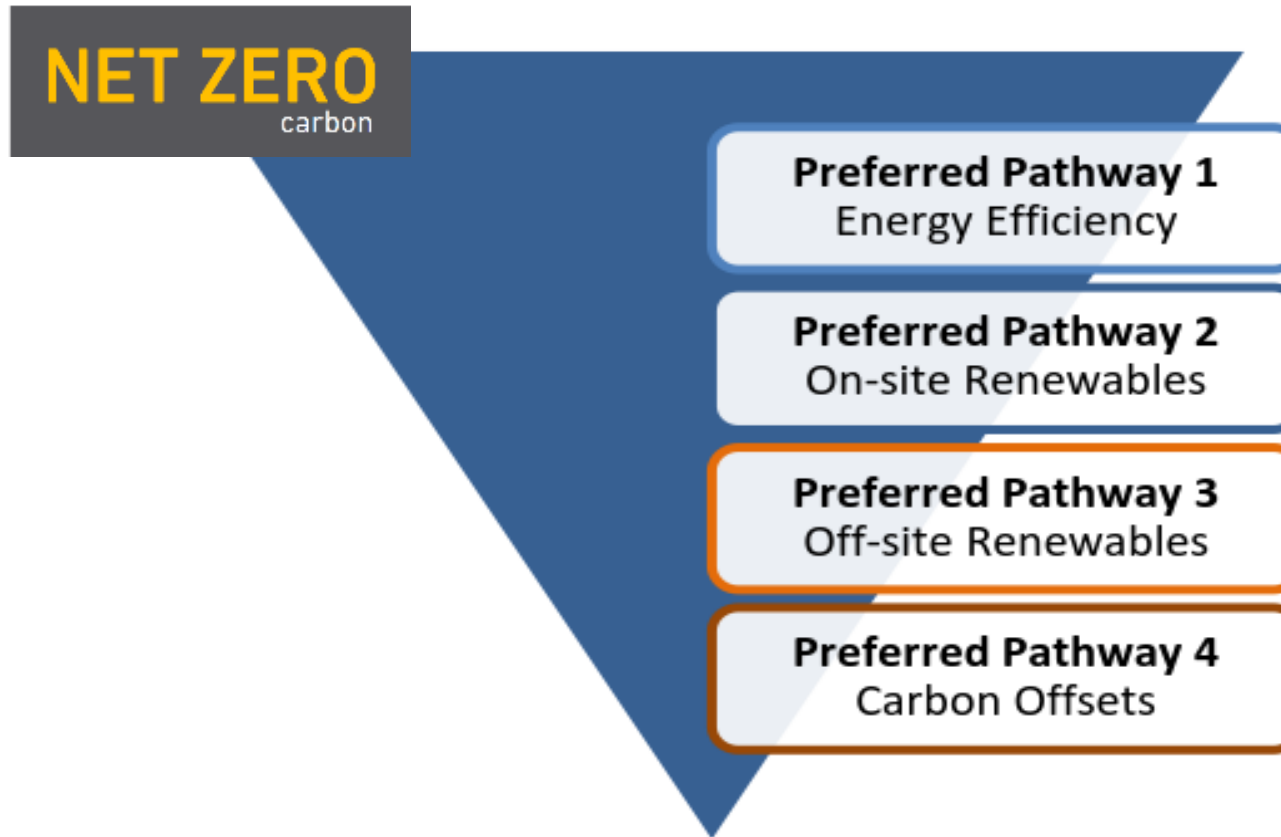 NET ZERO
carbon
Preferred Pathway 1
Energy Efficiency
Preferred Pathway 2
On-site Renewables
Preferred Pathway 3
Off-site Renewables
Preferred Pathway 4
Carbon Offsets